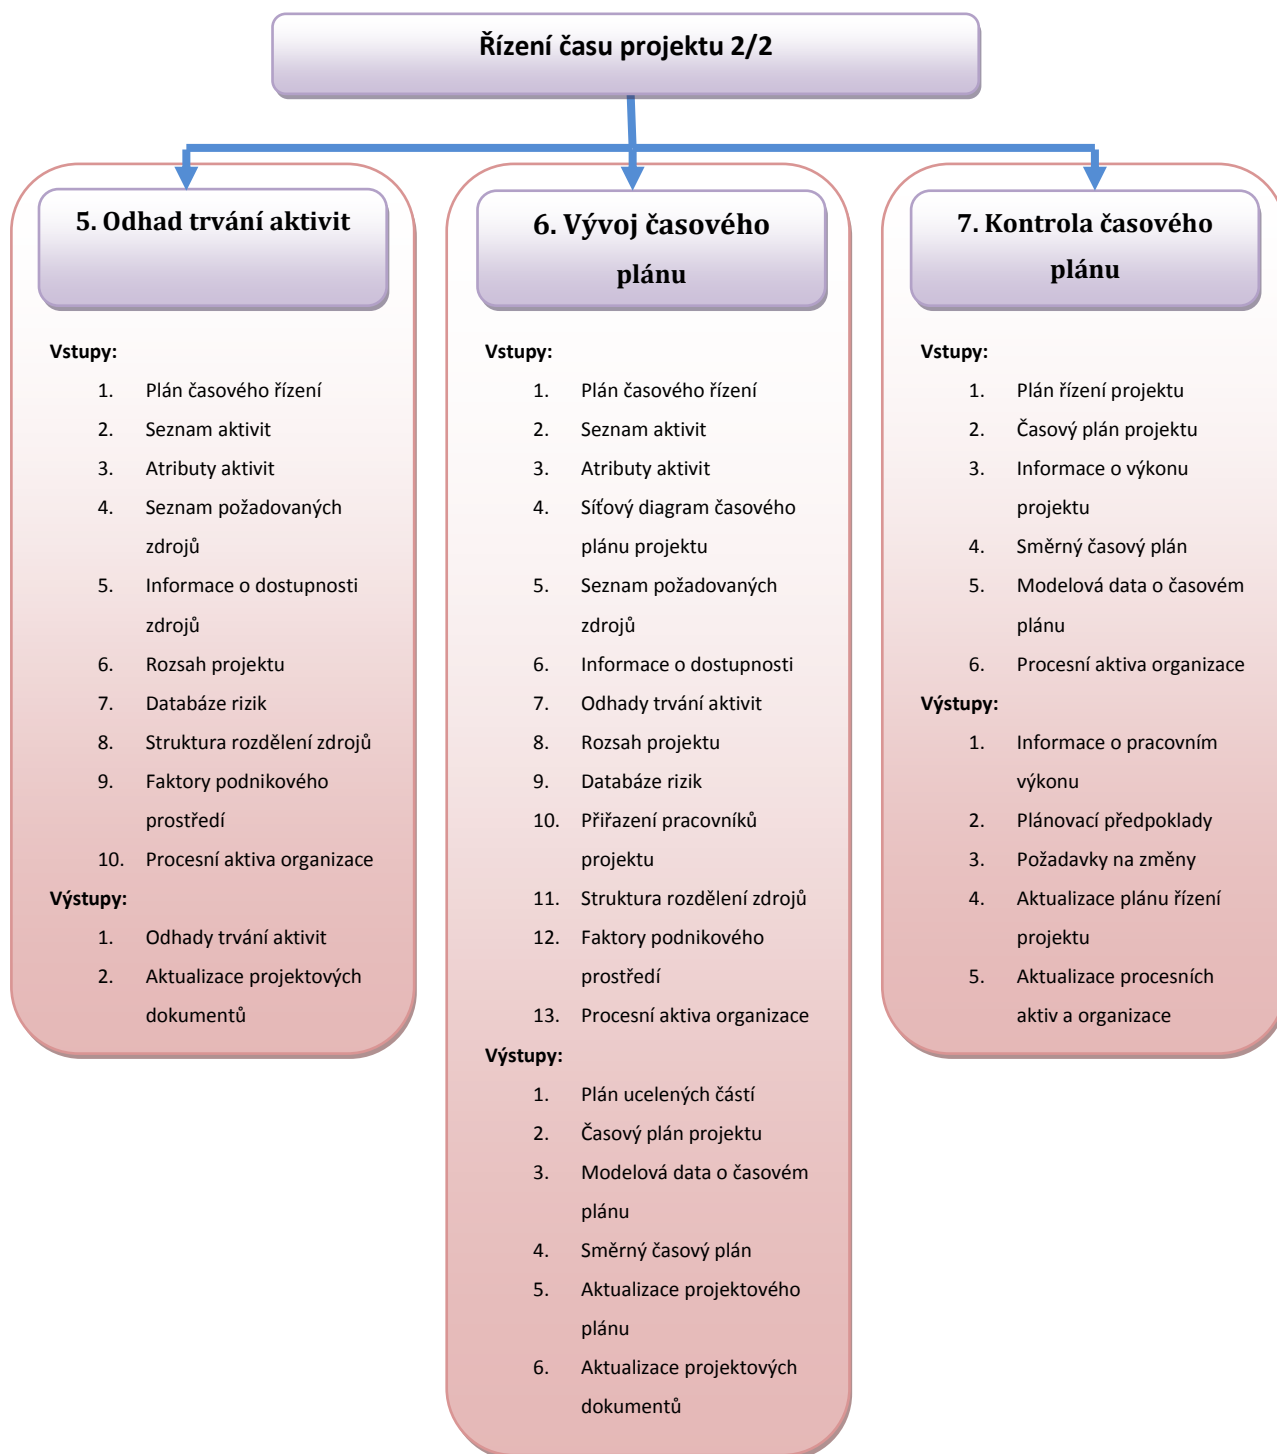 Řízení času projektu 2/2
5. Odhad trvání aktivit
Vstupy:
1. Plán časového řízení
2. Seznam aktivit
3. Atributy aktivit
4. Seznam požadovaných
zdrojů
5. Informace o dostupnosti
zdrojů
6. Rozsah projektu
7. Databáze rizik
8. Struktura rozdělení zdrojů
9. Faktory podnikového
prostředí
10. Procesní aktiva organizace
Výstupy:
1. Odhady trvání aktivit
2. Aktualizace projektových
dokumentů
6. Vývoj časového
plánu
Vstupy:
1. Plán časového řízení
2. Seznam aktivit
3. Atributy aktivit
4. Síťový diagram časového
plánu projektu
5. Seznam požadovaných
zdrojů
6. Informace o dostupnosti
7. Odhady trvání aktivit
8. Rozsah projektu
9. Databáze rizik
10. Přiřazení pracovníků
projektu
11. Struktura rozdělení zdrojů
12. Faktory podnikového
prostředí
13. Procesní aktiva organizace
Výstupy:
1. Plán ucelených částí
2. Časový plán projektu
3. Modelová data o časovém
plánu
4. Směrný časový plán
5. Aktualizace projektového
plánu
6. Aktualizace projektových
dokumentů
7. Kontrola časového
plánu
Vstupy:
1. Plán řízení projektu
2. Časový plán projektu
3. Informace o výkonu
projektu
4. Směrný časový plán
5. Modelová data o časovém
plánu
6. Procesní aktiva organizace
Výstupy:
1. Informace o pracovním
výkonu
2. Plánovací předpoklady
3. Požadavky na změny
4. Aktualizace plánu řízení
projektu
5. Aktualizace procesních
aktiv a organizace